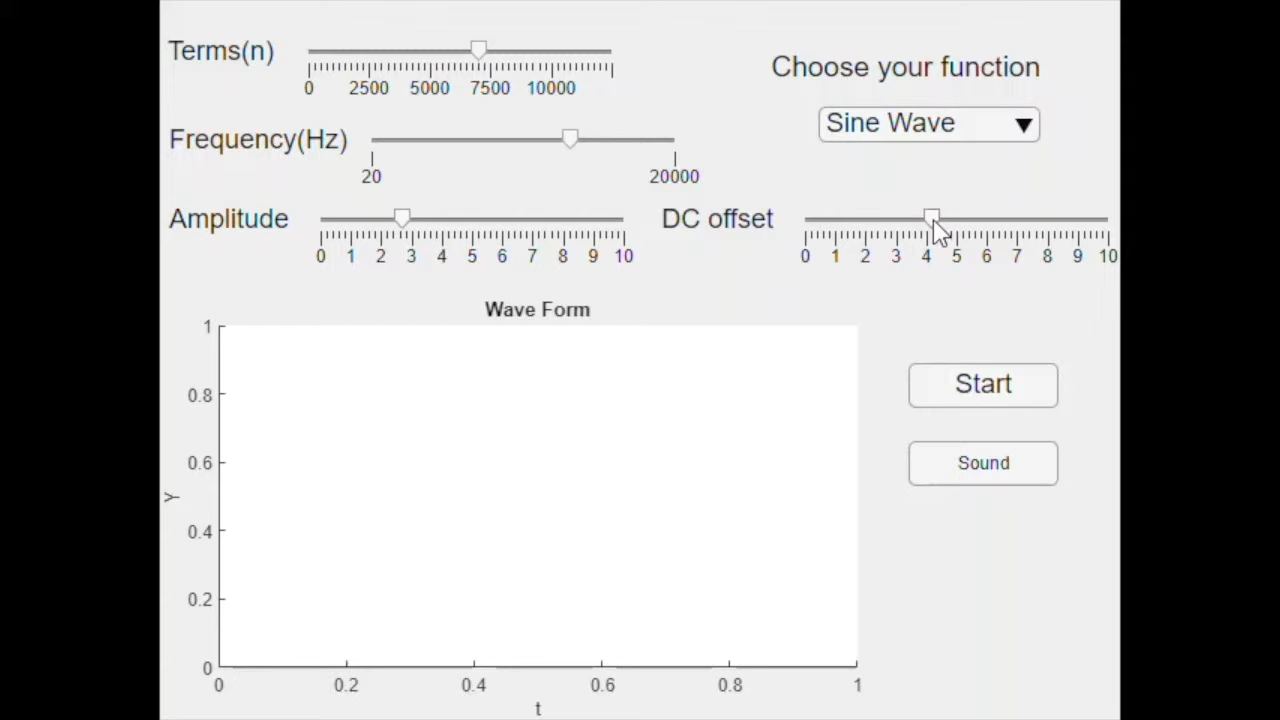 Terms(n)
0 2500 5000 7500 10000
Choose your function
Sine Wave
Frequency(Hz)
20 20000
Amplitude
0 1 2 3 4 5 6 7 8 9 10
DC offset
0 1 2 3 4 5 6 7 8 9 10
Wave Form
1
0.8
0.6
0.4
0.2
0
Y
0 0.2 0.4 0.6 0.8 1
t
Start
Sound